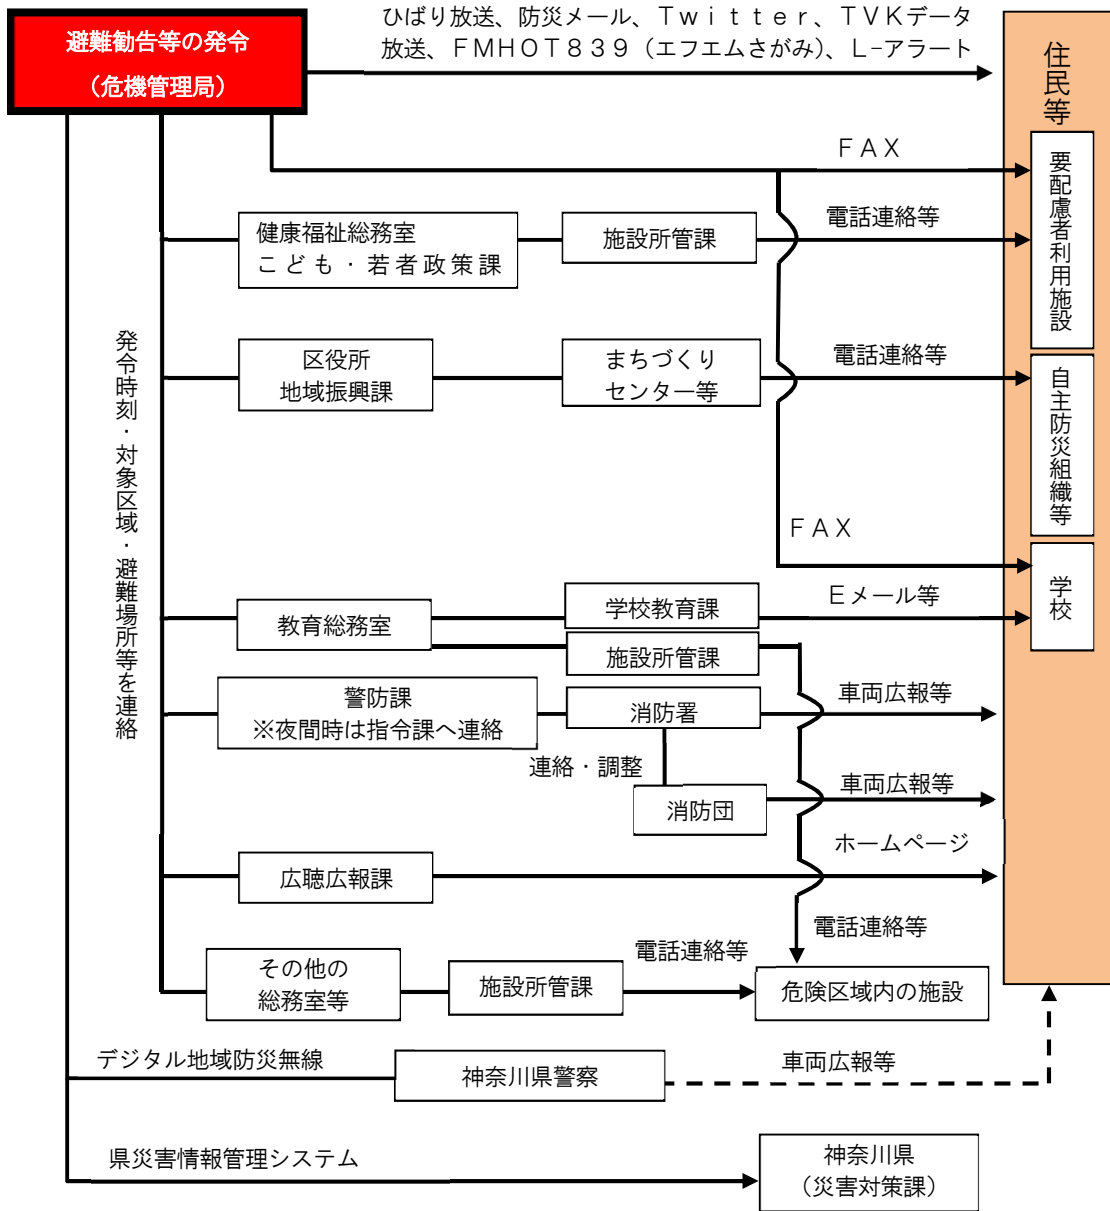 避難勧告等の発令
（危機管理局）
ひばり放送、防災メール、Ｔｗｉｔｔｅｒ、ＴＶＫデータ
放送、ＦＭＨＯＴ８３９（エフエムさがみ）、Ｌ-アラート
住民等
ＦＡＸ
要配慮者利用施設
健康福祉総務室
こども・若者政策課
施設所管課
電話連絡等
発令時刻・対象区域・避難場所等を連絡
区役所
地域振興課
まちづくり
センター等
電話連絡等
自主防災組織等
ＦＡＸ
学校
教育総務室
学校教育課
Ｅメール等
施設所管課
警防課
※夜間時は指令課へ連絡
消防署
車両広報等
連絡・調整
消防団
車両広報等
広聴広報課
ホームページ
電話連絡等
その他の
総務室等
施設所管課
電話連絡等
危険区域内の施設
デジタル地域防災無線
神奈川県警察
車両広報等
県災害情報管理システム
神奈川県
（災害対策課）